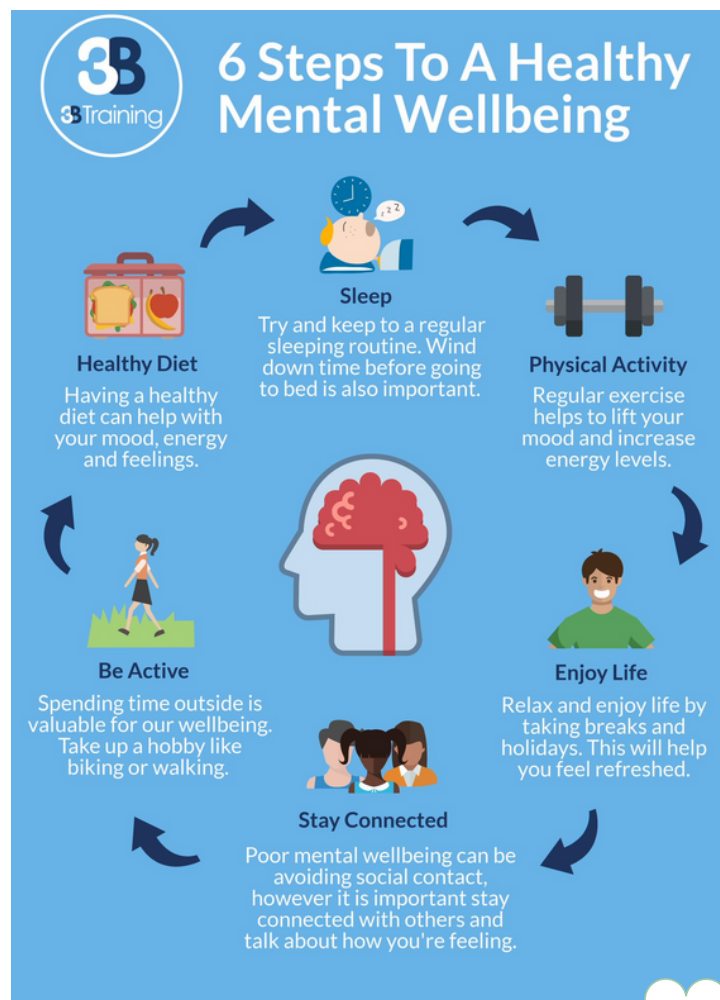 3B
3BTraining
6 Steps To A Healthy
Mental Wellbeing
z z z
Sleep
Try and keep to a regular
sleeping routine. Wind
down time before going
to bed is also important.
Physical Activity
Regular exercise
helps to lift your
mood and increase
energy levels.
Enjoy Life
Relax and enjoy life by
taking breaks and
holidays. This will help
you feel refreshed.
Stay Connected
Poor mental wellbeing can be
avoiding social contact,
however it is important stay
connected with others and
talk about how you're feeling.
Be Active
Spending time outside is
valuable for our wellbeing.
Take up a hobby like
biking or walking.
Healthy Diet
Having a healthy
diet can help with
your mood, energy
and feelings.